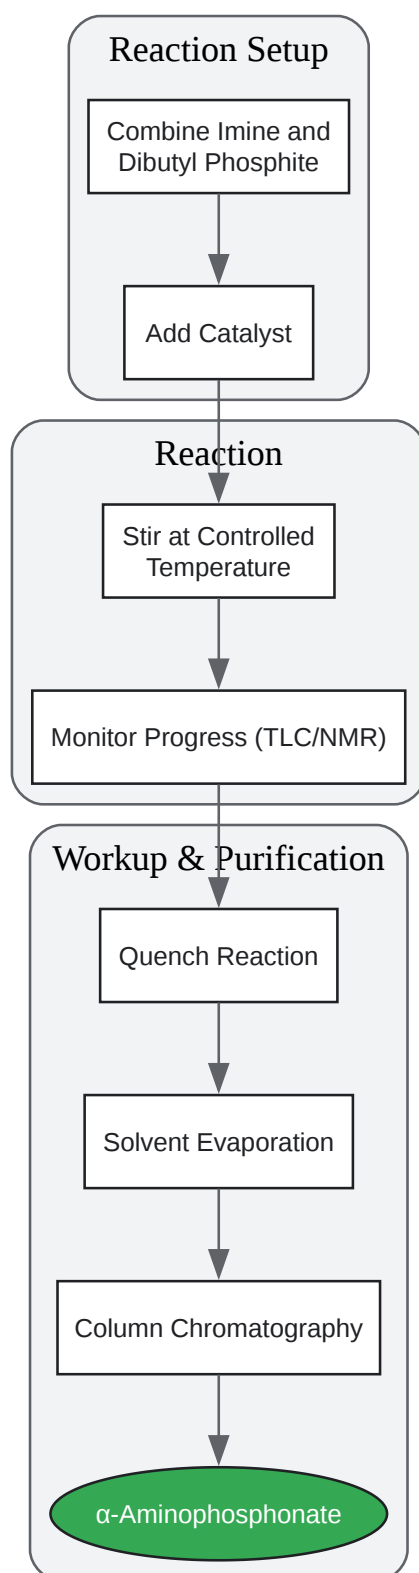 Reaction Setup
Combine Imine and
Dibutyl Phosphite
Add Catalyst
Reaction
Stir at Controlled
Temperature
Monitor Progress (TLC/NMR)
Workup & Purification
Quench Reaction
Solvent Evaporation
Column Chromatography
α-Aminophosphonate